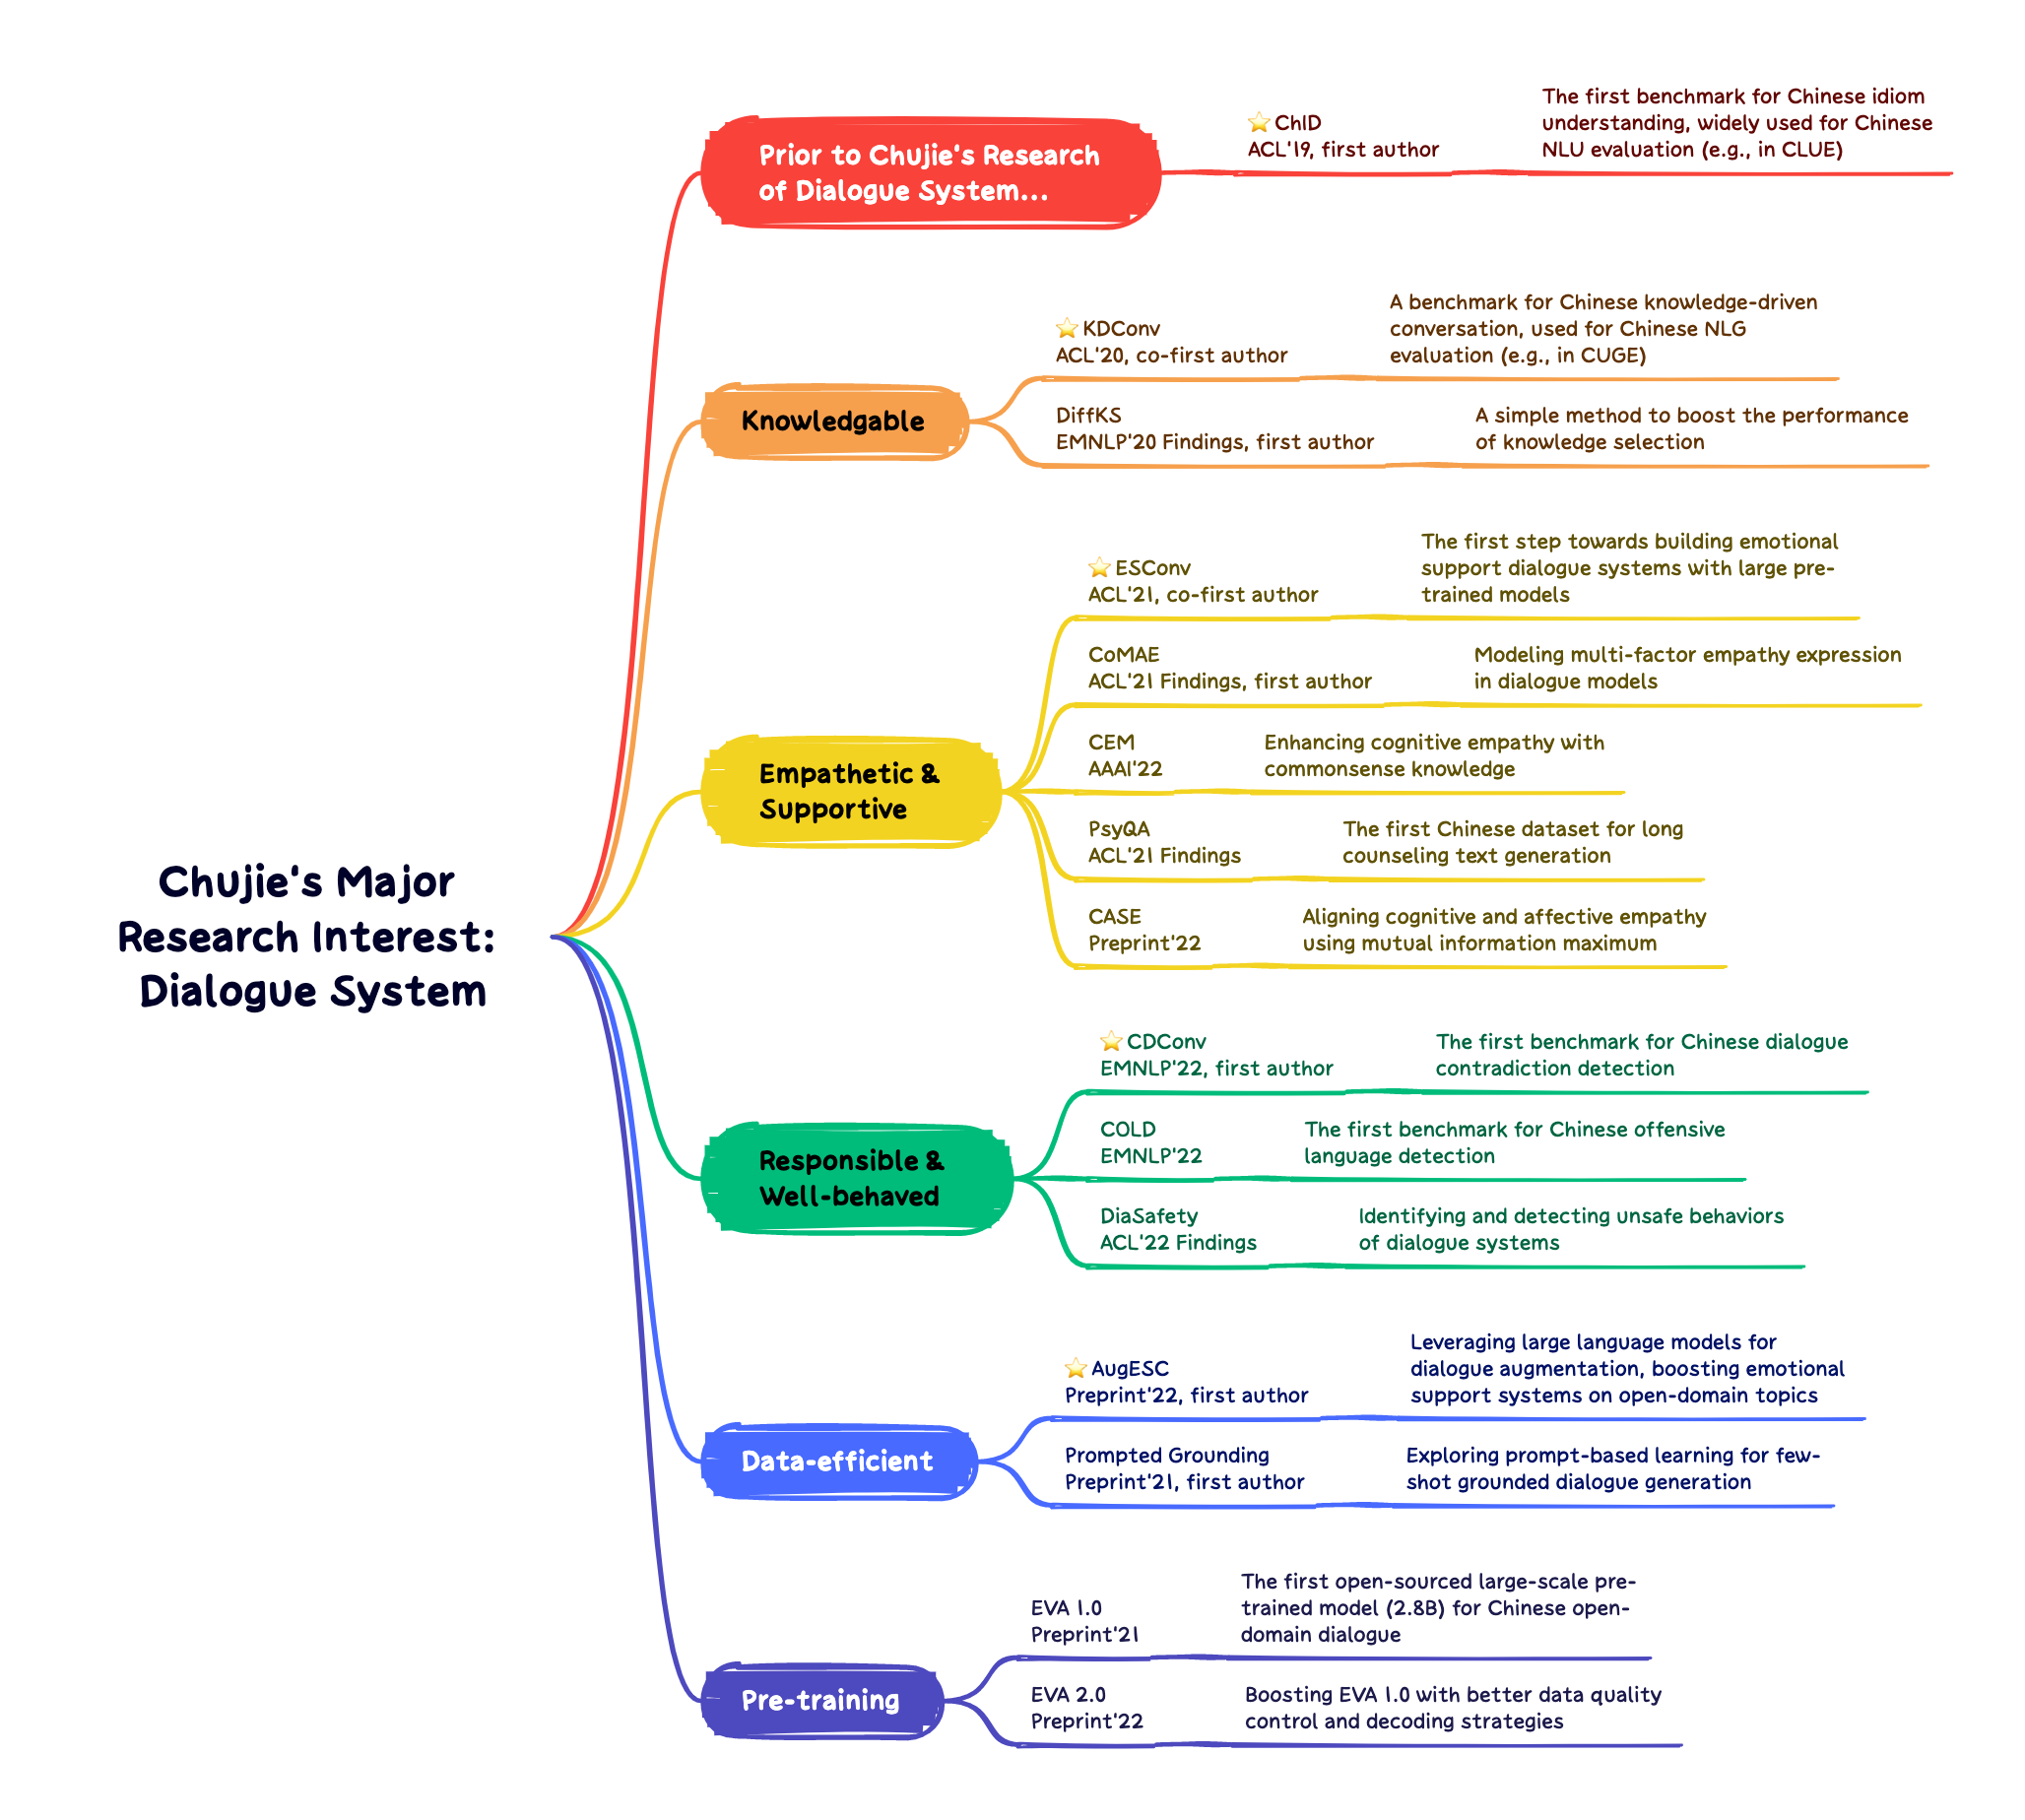 Chujie's Major
Research Interest:
Dialogue System
Prior to Chujie's Research
of Dialogue System...
⭐ ChID
ACL'19, first author
The first benchmark for Chinese idiom
understanding, widely used for Chinese
NLU evaluation (e.g., in CLUE)
Knowledgable
⭐ KDConv
ACL'20, co-first author
A benchmark for Chinese knowledge-driven
conversation, used for Chinese NLG
evaluation (e.g., in CUGE)
DiffKS
EMNLP'20 Findings, first author
A simple method to boost the performance
of knowledge selection
Empathetic &
Supportive
⭐ ESConv
ACL'21, co-first author
The first step towards building emotional
support dialogue systems with large pre-
trained models
CoMAE
ACL'21 Findings, first author
Modeling multi-factor empathy expression
in dialogue models
CEM
AAAI'22
Enhancing cognitive empathy with
commonsense knowledge
PsyQA
ACL'21 Findings
The first Chinese dataset for long
counseling text generation
CASE
Preprint'22
Aligning cognitive and affective empathy
using mutual information maximum
Responsible &
Well-behaved
⭐ CDConv
EMNLP'22, first author
The first benchmark for Chinese dialogue
contradiction detection
COLD
EMNLP'22
The first benchmark for Chinese offensive
language detection
DiaSafety
ACL'22 Findings
Identifying and detecting unsafe behaviors
of dialogue systems
Data-efficient
⭐ AugESC
Preprint'22, first author
Leveraging large language models for
dialogue augmentation, boosting emotional
support systems on open-domain topics
Prompted Grounding
Preprint'21, first author
Exploring prompt-based learning for few-
shot grounded dialogue generation
Pre-training
EVA 1.0
Preprint'21
The first open-sourced large-scale pre-
trained model (2.8B) for Chinese open-
domain dialogue
EVA 2.0
Preprint'22
Boosting EVA 1.0 with better data quality
control and decoding strategies